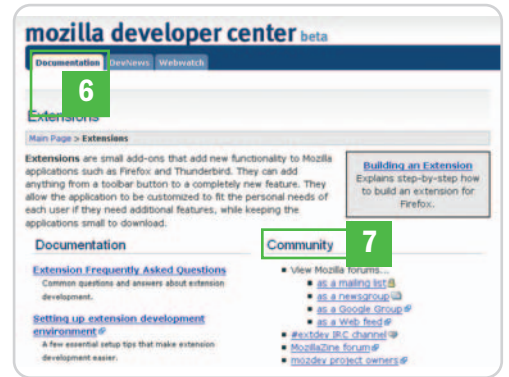 mozilla developer center beta
Documentation DevNews Webwatch
6
Extensions
Main Page > Extensions
Extensions are small add-ons that add new functionality to Mozilla
applications such as Firefox and Thunderbird. They can add
anything from a toolbar button to a completely new feature. They
allow the application to be customized to fit the personal needs of
each user if they need additional features, while keeping the
applications small to download.
Building an Extension
Explains step-by-step how
to build an extension for
Firefox.
Documentation
Extension Frequently Asked Questions
Common questions and answers about extension
development.
Setting up extension development
environment
A few essential setup tips that make extension
development easier.
Community
7
View Mozilla forums...
as a mailing list
as a newsgroup
as a Google Group
as a Web feed
#extdev IRC channel
MozillaZine forum
mozdev project owners